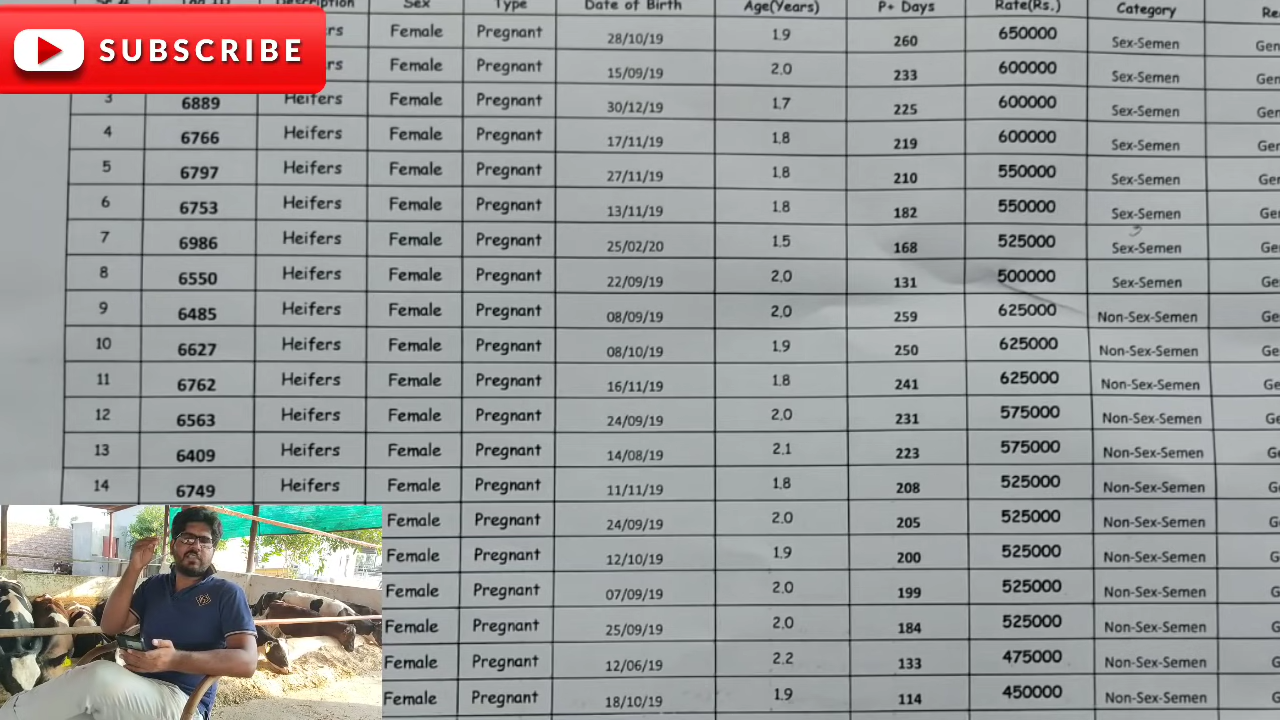 SUBSCRIBE
Sex Type Date of Birth Age(Years) P+ Days Rate(Rs.) Category
Female Pregnant 28/10/19 1.9 260 650000 Sex-Semen
Female Pregnant 15/09/19 2.0 233 600000 Sex-Semen
3 6889 Heifers Female Pregnant 30/12/19 1.7 225 600000 Sex-Semen
4 6766 Heifers Female Pregnant 17/11/19 1.8 219 600000 Sex-Semen
5 6797 Heifers Female Pregnant 27/11/19 1.8 210 550000 Sex-Semen
6 6753 Heifers Female Pregnant 13/11/19 1.8 182 550000 Sex-Semen
7 6986 Heifers Female Pregnant 25/02/20 1.5 168 525000 Sex-Semen
8 6550 Heifers Female Pregnant 22/09/19 2.0 131 500000 Sex-Semen
9 6485 Heifers Female Pregnant 08/09/19 2.0 259 625000 Non-Sex-Semen
10 6627 Heifers Female Pregnant 08/10/19 1.9 250 625000 Non-Sex-Semen
11 6762 Heifers Female Pregnant 16/11/19 1.8 241 625000 Non-Sex-Semen
12 6563 Heifers Female Pregnant 24/09/19 2.0 231 575000 Non-Sex-Semen
13 6409 Heifers Female Pregnant 14/08/19 2.1 223 575000 Non-Sex-Semen
14 6749 Heifers Female Pregnant 11/11/19 1.8 208 525000 Non-Sex-Semen
Female Pregnant 24/09/19 2.0 205 525000 Non-Sex-Semen
Female Pregnant 12/10/19 1.9 200 525000 Non-Sex-Semen
Female Pregnant 07/09/19 2.0 199 525000 Non-Sex-Semen
Female Pregnant 25/09/19 2.0 184 525000 Non-Sex-Semen
Female Pregnant 12/06/19 2.2 133 475000 Non-Sex-Semen
Female Pregnant 18/10/19 1.9 114 450000 Non-Sex-Semen